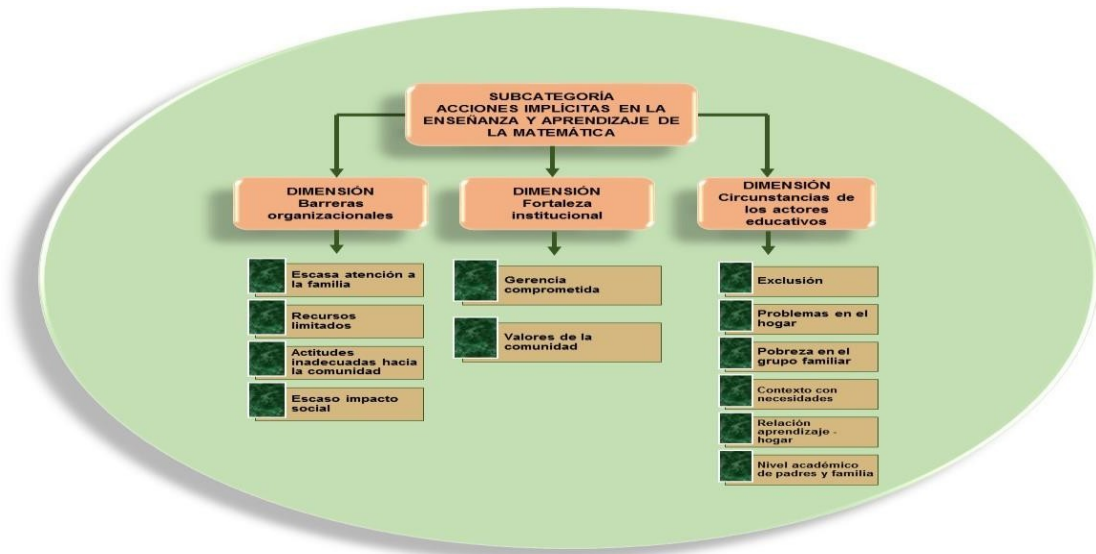 SUBCATEGORÍA
ACCIONES IMPLÍCITAS EN LA
ENSEÑANZA Y APRENDIZAJE DE
LA MATEMÁTICA
DIMENSIÓN
Barreras
organizacionales
Escasa atención a
la familia
Recursos
limitados
Actitudes
inadecuadas hacia
la comunidad
Escaso impacto
social
DIMENSIÓN
Fortaleza
institucional
Gerencia
comprometida
Valores de la
comunidad
DIMENSIÓN
Circunstancias de
los actores
educativos
Exclusión
Problemas en el
hogar
Pobreza en el
grupo familiar
Contexto con
necesidades
Relación
aprendizaje -
hogar
Nivel académico
de padres y familia